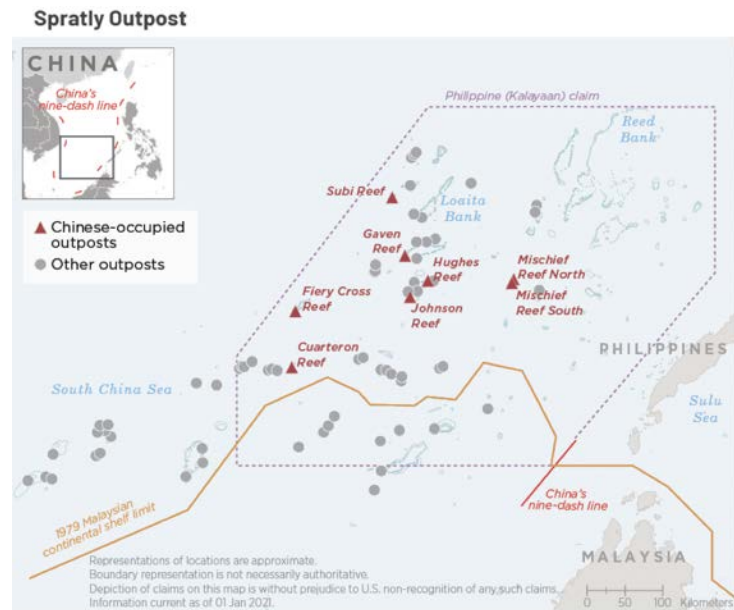 Spratly Outpost
CHINA
China's
nine-dash line
Chinese-occupied
outposts
Other outposts
Philippine (Kalayaan) claim
Reed
Bank
Subi Reef
Loaita
Bank
Gaven
Reef
Hughes
Reef
Mischief
Reef North
Mischief
Reef South
Fiery Cross
Reef
Johnson
Reef
Cuarteron
Reef
PHILIPPINES
South China Sea
Sulu
Sea
China's
nine-dash line
1979 Malaysian
continental shelf limit
MALAYSIA
Representations of locations are approximate.
Boundary representation is not necessarily authoritative.
Depiction of claims on this map is without prejudice to U.S. non-recognition of any such claims.
Information current as of 01 Jan 2021.
0 50 100 Kilometers